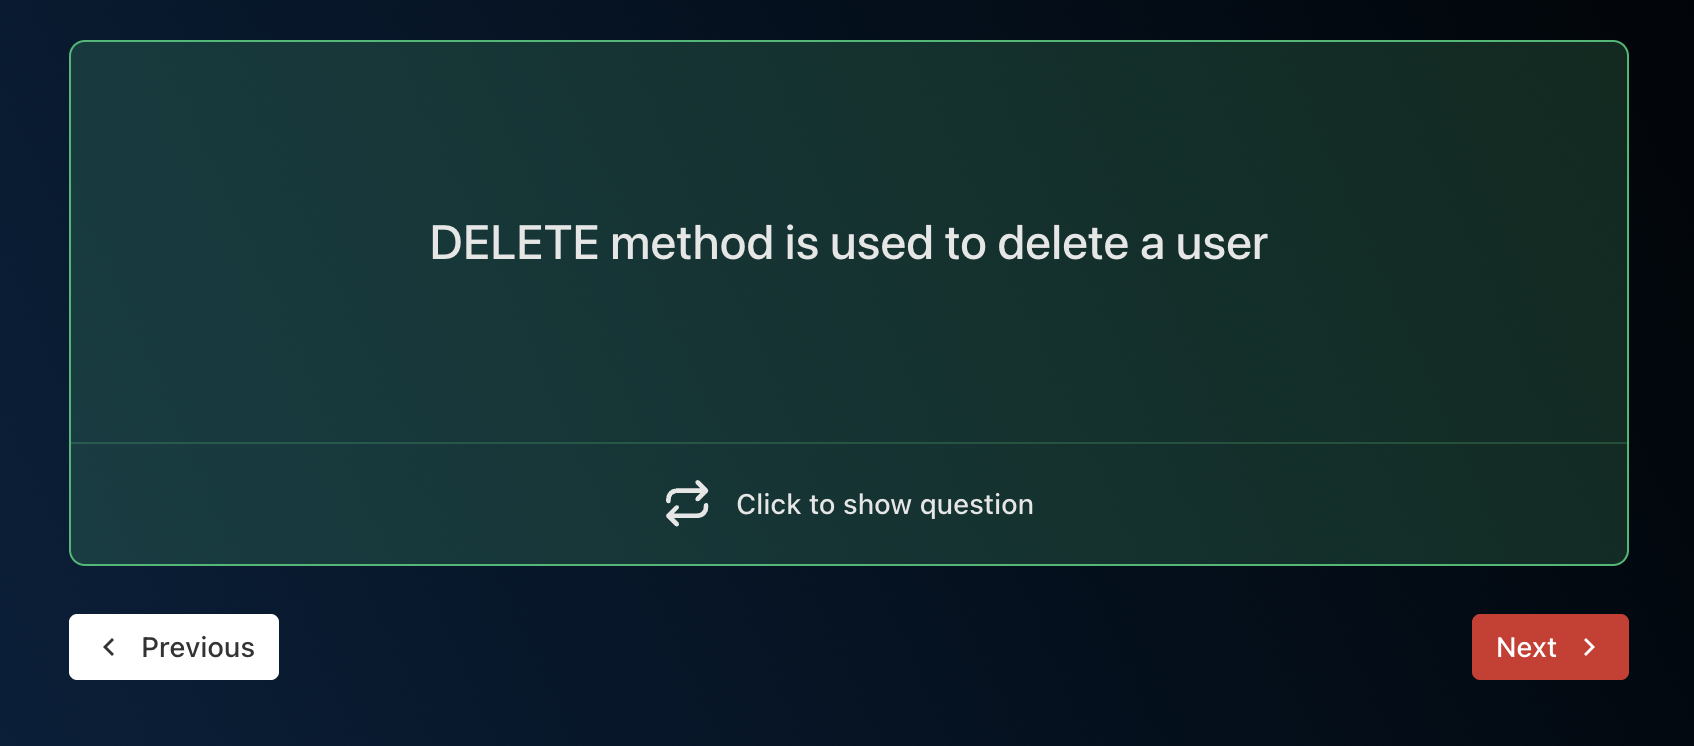 DELETE method is used to delete a user
Click to show question
Previous
Next